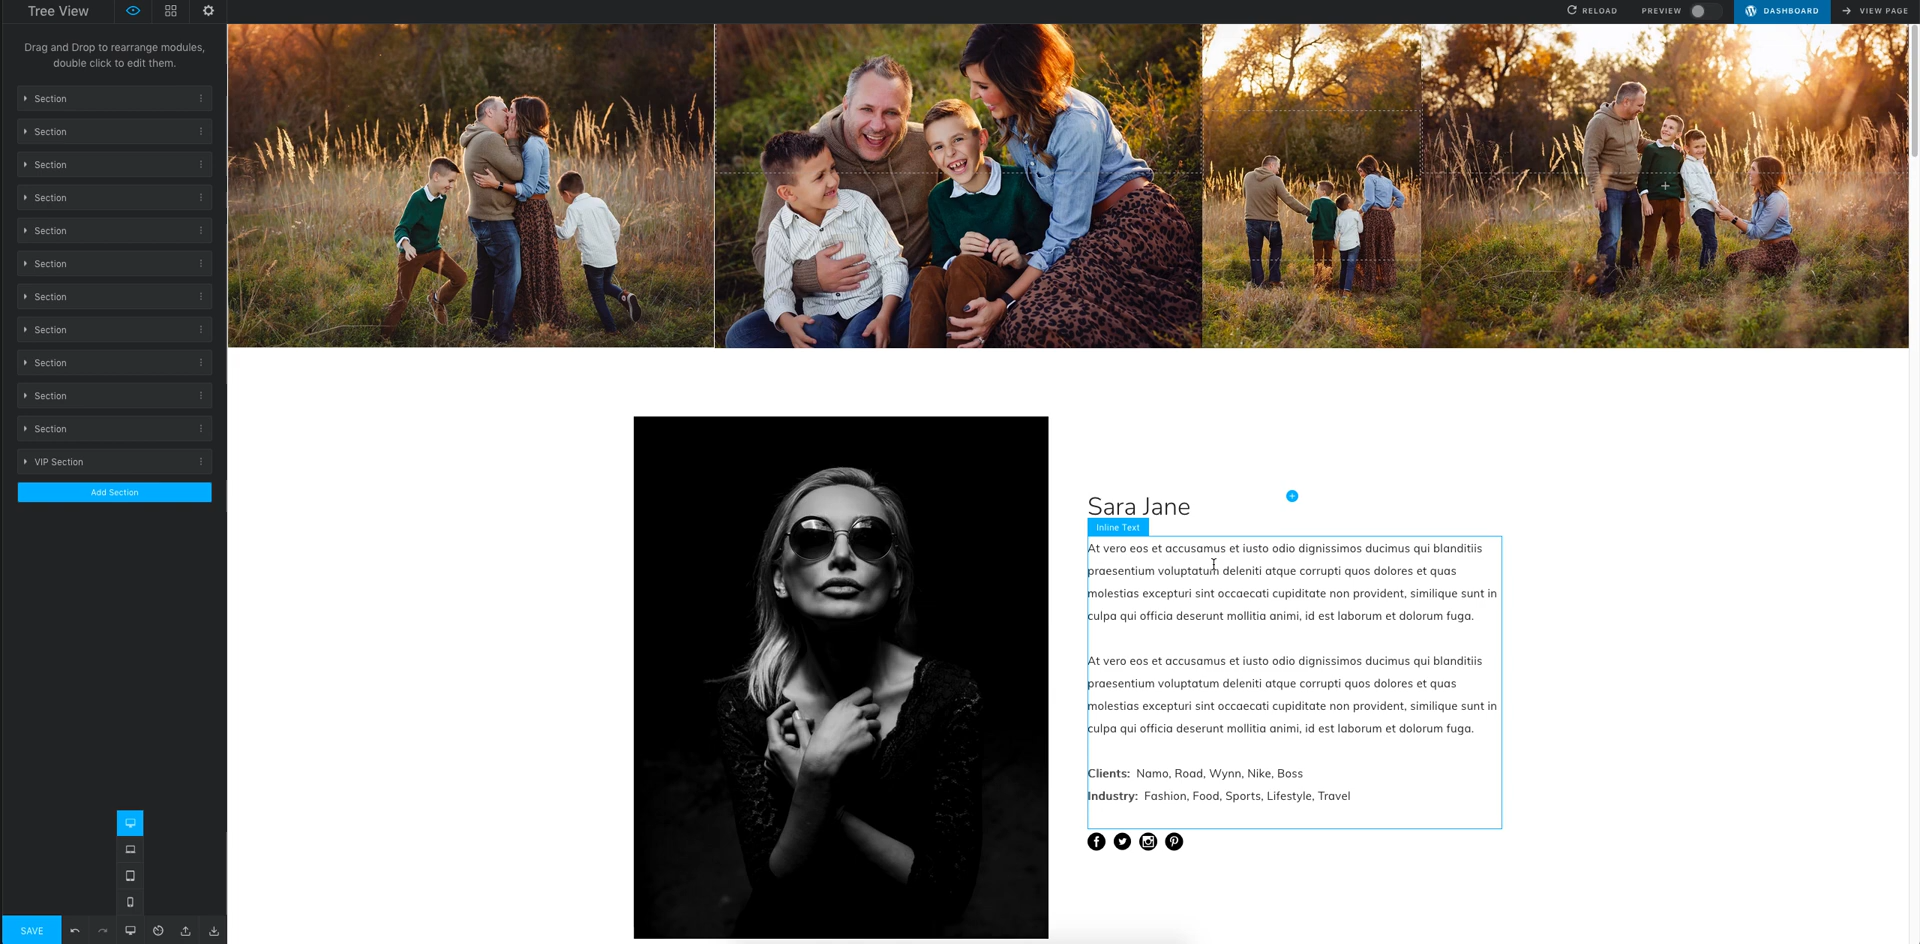 Tree View
RELOAD
PREVIEW
DASHBOARD
VIEW PAGE
Drag and Drop to rearrange modules,
double click to edit them.
Section
Section
Section
Section
Section
Section
Section
Section
Section
Section
Section
VIP Section
Add Section
SAVE
Sara Jane
Inline Text
At vero eos et accusamus et iusto odio dignissimos ducimus qui blanditiis
praesentium voluptatum deleniti atque corrupti quos dolores et quas
molestias excepturi sint occaecati cupiditate non provident, similique sunt in
culpa qui officia deserunt mollitia animi, id est laborum et dolorum fuga.
At vero eos et accusamus et iusto odio dignissimos ducimus qui blanditiis
praesentium voluptatum deleniti atque corrupti quos dolores et quas
molestias excepturi sint occaecati cupiditate non provident, similique sunt in
culpa qui officia deserunt mollitia animi, id est laborum et dolorum fuga.
Clients: Namo, Road, Wynn, Nike, Boss
Industry: Fashion, Food, Sports, Lifestyle, Travel